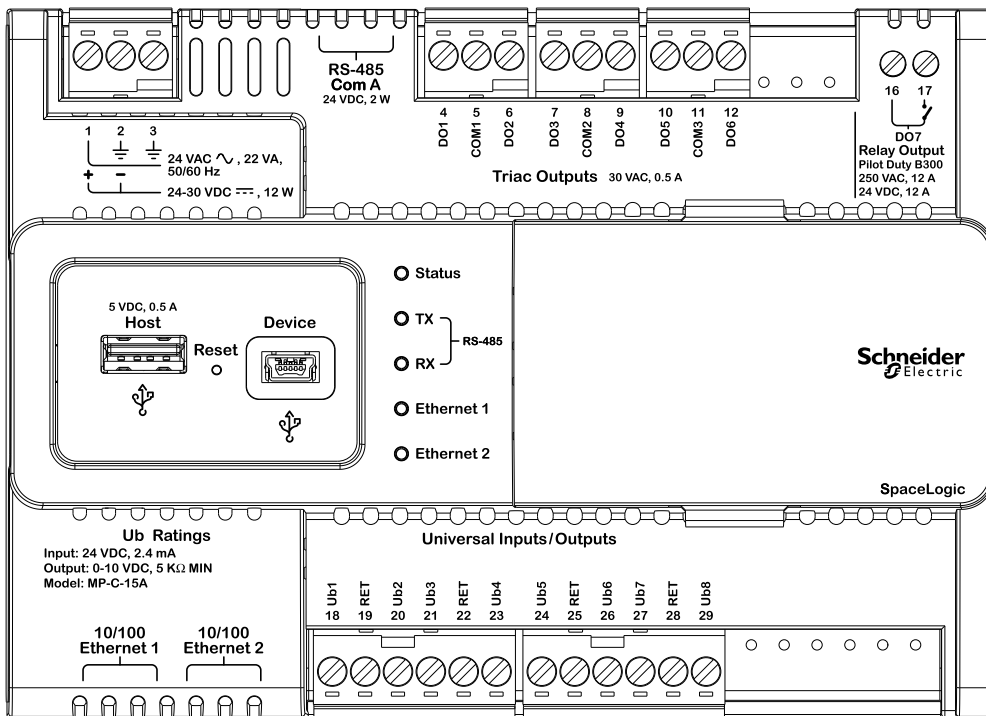 RS-485
Com A
24 VDC, 2 W
1 2 3
24 VAC ∿ , 22 VA,
50/60 Hz
+ −
24-30 VDC ⎓ , 12 W
4 5 6 7 8 9 10 11 12
DO1 COM1 DO2 DO3 COM2 DO4 DO5 COM3 DO6
Triac Outputs 30 VAC, 0.5 A
16 17
DO7
Relay Output
Pilot Duty B300
250 VAC, 12 A
24 VDC, 12 A
5 VDC, 0.5 A
Host
Reset
Device
Status
TX
RX
RS-485
Ethernet 1
Ethernet 2
Schneider
Electric
SpaceLogic
Ub Ratings
Input: 24 VDC, 2.4 mA
Output: 0-10 VDC, 5 KΩ MIN
Model: MP-C-15A
10/100
Ethernet 1
10/100
Ethernet 2
Universal Inputs/Outputs
Ub1 RET Ub2 Ub3 RET Ub4 Ub5 RET Ub6 Ub7 RET Ub8
18 19 20 21 22 23 24 25 26 27 28 29